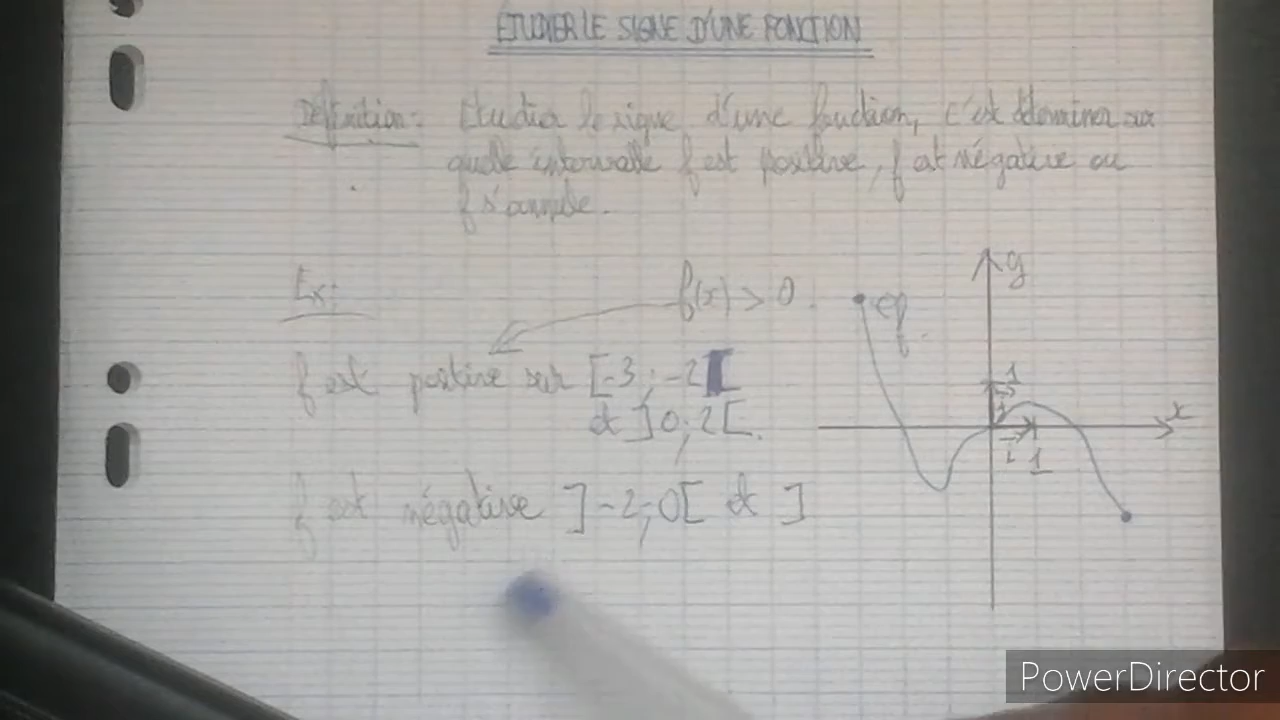 ÉTUDIER LE SIGNE D'UNE FONCTION
Définition: Etudier le signe d'une fonction, c'est déterminer sur
quelle intervalle f est positive, f est négative ou
f s'annule.
Ex:
f(x) > 0.
f est positive sur [-3; -2[
et ]0; 2[.
f est négative ]-2; 0[ et ]
y
Cf
1
x
i
1
PowerDirector